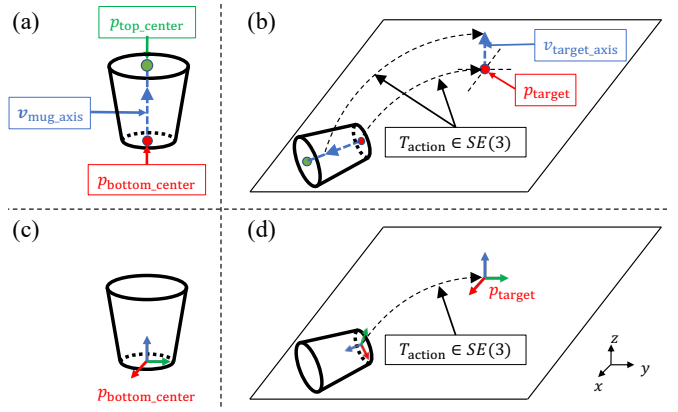 (a)
p_top_center
v_mug_axis
p_bottom_center
(b)
v_target_axis
p_target
T_action ∈ SE(3)
(c)
p_bottom_center
(d)
p_target
T_action ∈ SE(3)
z
y
x